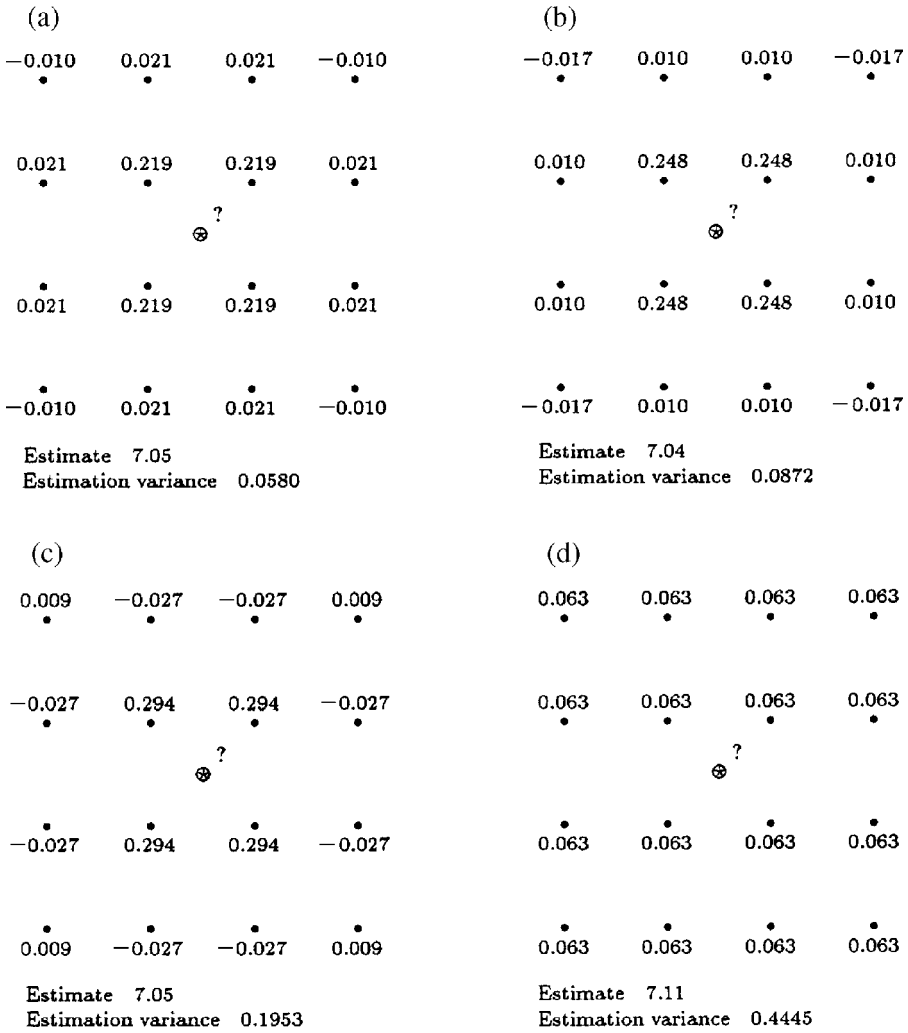 (a)
−0.010 0.021 0.021 −0.010
0.021 0.219 0.219 0.021
?
0.021 0.219 0.219 0.021
−0.010 0.021 0.021 −0.010
Estimate 7.05
Estimation variance 0.0580
(b)
−0.017 0.010 0.010 −0.017
0.010 0.248 0.248 0.010
?
0.010 0.248 0.248 0.010
−0.017 0.010 0.010 −0.017
Estimate 7.04
Estimation variance 0.0872
(c)
0.009 −0.027 −0.027 0.009
−0.027 0.294 0.294 −0.027
?
−0.027 0.294 0.294 −0.027
0.009 −0.027 −0.027 0.009
Estimate 7.05
Estimation variance 0.1953
(d)
0.063 0.063 0.063 0.063
0.063 0.063 0.063 0.063
?
0.063 0.063 0.063 0.063
0.063 0.063 0.063 0.063
Estimate 7.11
Estimation variance 0.4445